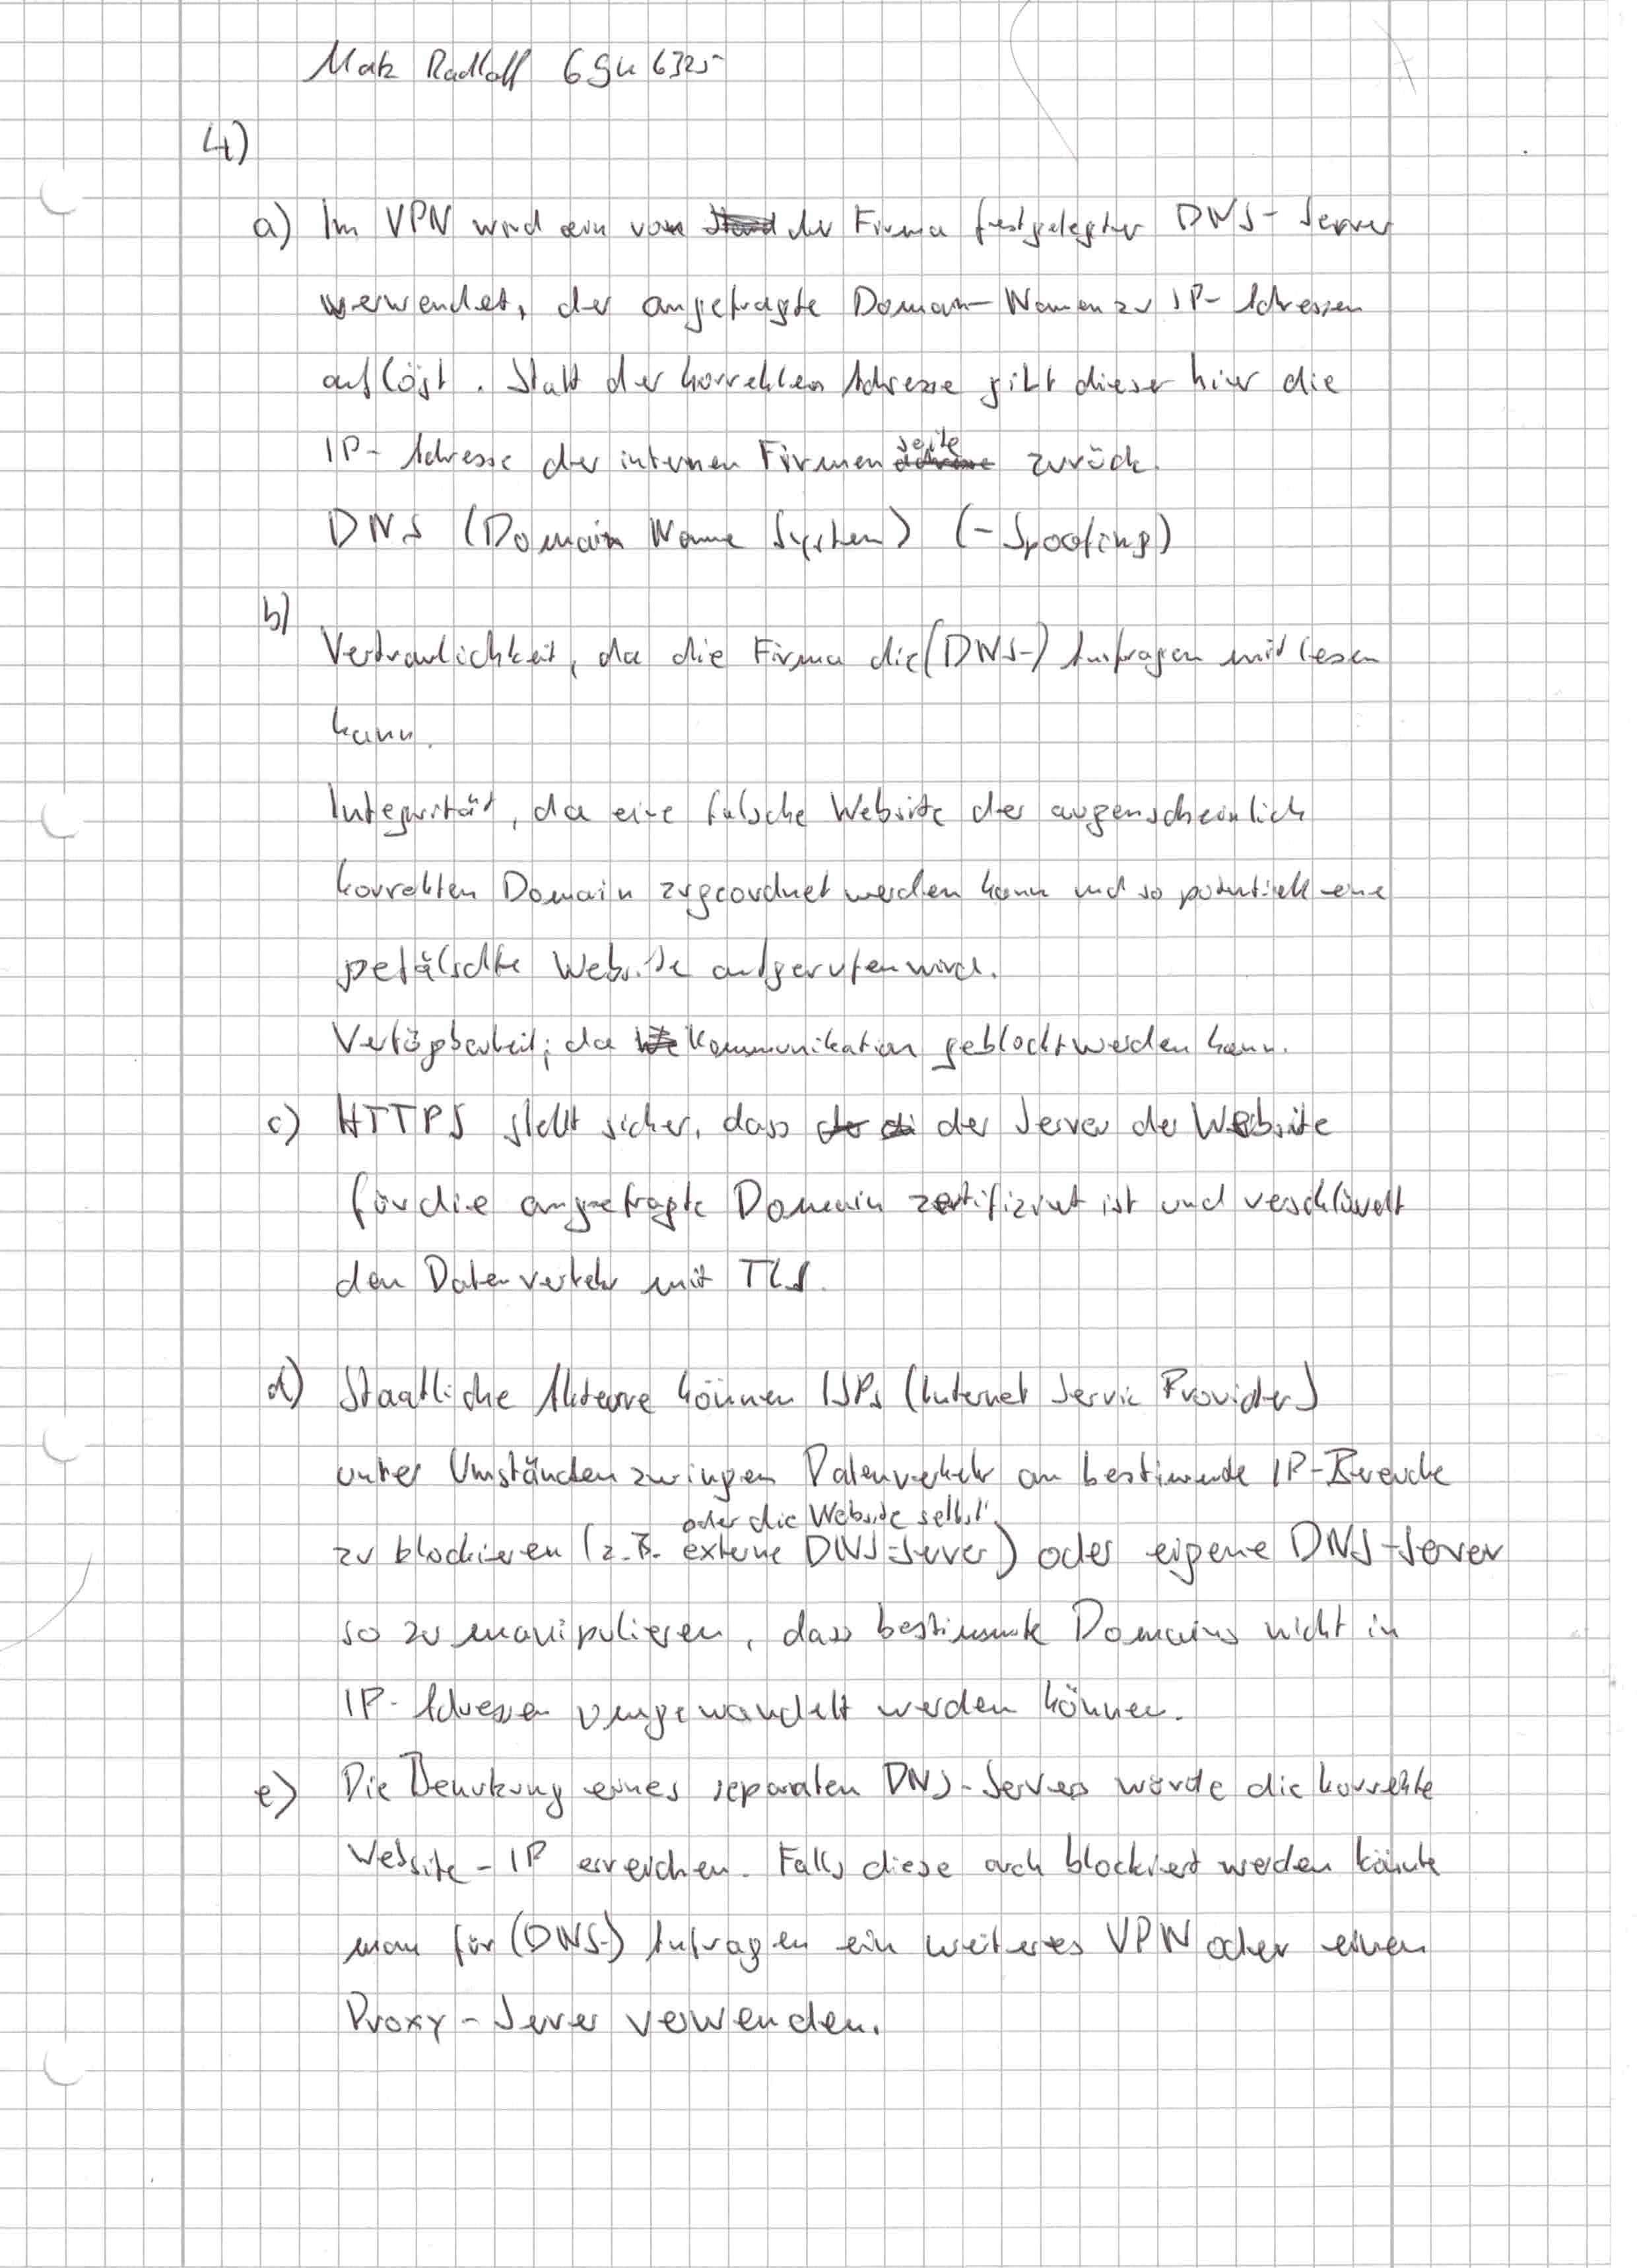 Matz Radloff 6946325
4)
a) Im VPN wird ein von der Firma festgelegter DNS-Server
verwendet, der angefragte Domain-Namen zu IP-Adressen
auflöst. Statt der korrekten Adresse gibt dieser hier die
IP-Adresse der internen Firmenseite zurück.
DNS (Domain Name System) (-Spoofing)
b)
Vertraulichkeit, da die Firma die (DNS-) Anfragen mitlesen
kann.
Integrität, da eine falsche Website der augenscheinlich
korrekten Domain zugeordnet werden kann und so potentiell eine
gefälschte Website aufgerufen wird.
Verfügbarkeit; da Kommunikation geblockt werden kann.
c) HTTPS stellt sicher, dass der Server der Website
für die angefragte Domain zertifiziert ist und verschlüsselt
den Datenverkehr mit TLS.
d) Staatliche Akteure können ISPs (Internet Service Provider)
unter Umständen zwingen Datenverkehr an bestimmte IP-Bereiche
oder die Website selbst
zu blockieren (z.B. externe DNS-Server) oder eigene DNS-Server
so zu manipulieren, dass bestimmte Domains nicht in
IP-Adressen umgewandelt werden können.
e) Die Benutzung eines separaten DNS-Servers würde die korrekte
Website-IP erreichen. Falls diese auch blockiert werden könnte
man für (DNS-) Anfragen ein weiteres VPN oder einen
Proxy-Server verwenden.